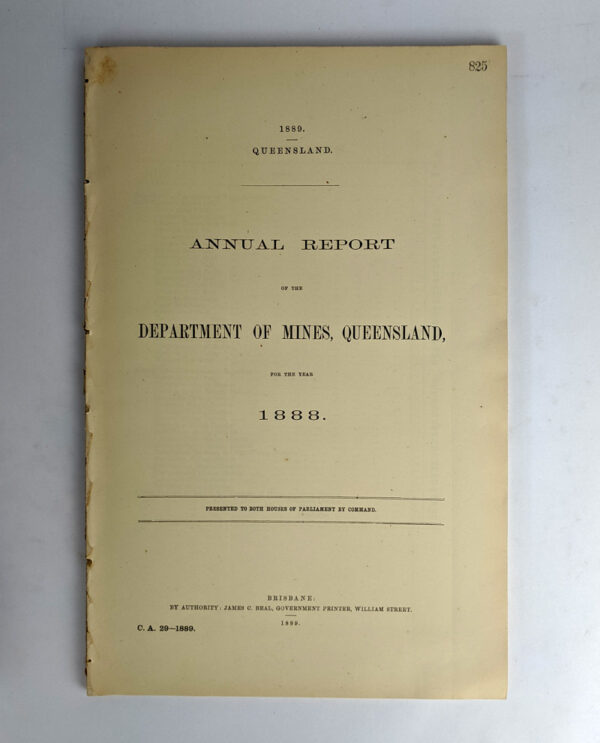 825
1889.
QUEENSLAND.
ANNUAL REPORT
OF THE
DEPARTMENT OF MINES, QUEENSLAND,
FOR THE YEAR
1888.
PRESENTED TO BOTH HOUSES OF PARLIAMENT BY COMMAND.
BRISBANE:
BY AUTHORITY: JAMES C. BEAL, GOVERNMENT PRINTER, WILLIAM STREET.
1889.
C. A. 29—1889.